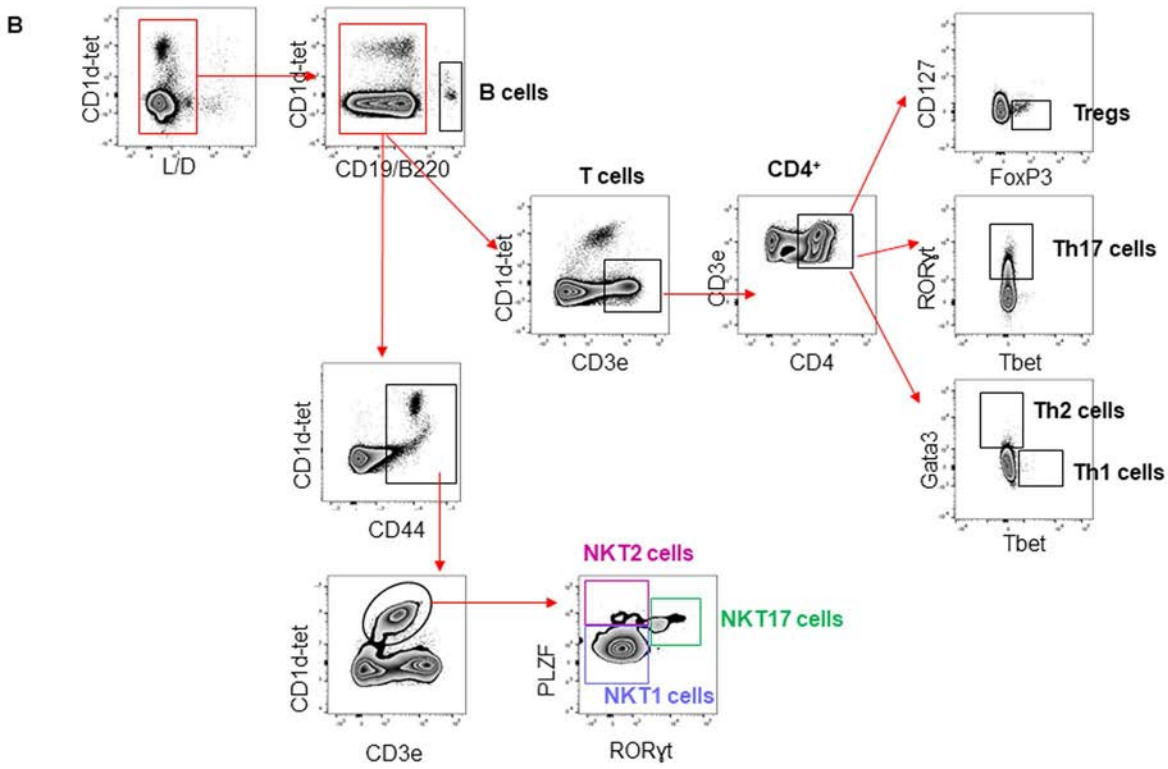 B
CD1d-tet
L/D
CD1d-tet
CD19/B220
B cells
CD127
FoxP3
Tregs
T cells
CD1d-tet
CD3e
CD4⁺
CD3e
CD4
RORɣt
Tbet
Th17 cells
Gata3
Tbet
Th2 cells
Th1 cells
CD1d-tet
CD44
CD1d-tet
CD3e
NKT2 cells
NKT17 cells
NKT1 cells
PLZF
RORɣt